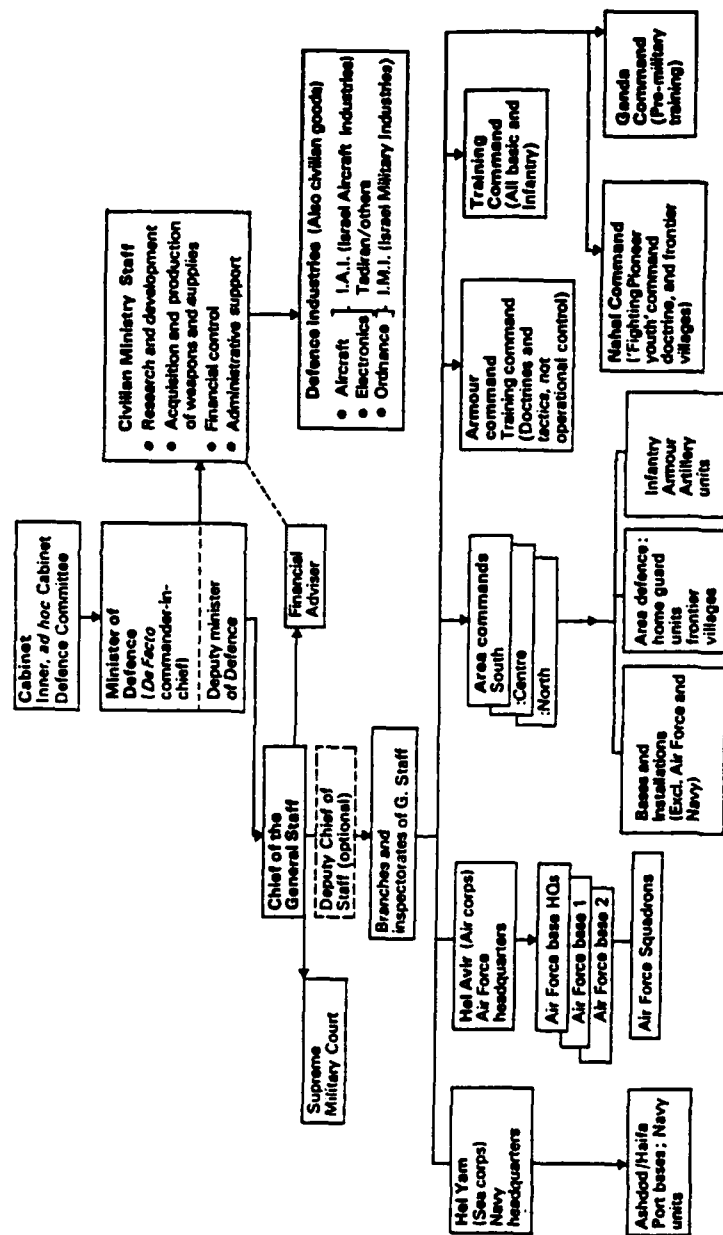 Cabinet
Inner, ad hoc Cabinet
Defence Committee
Minister of
Defence
(De Facto
commander-in-
chief)
Deputy minister
of Defence
Civilian Ministry Staff
● Research and development
● Acquisition and production
of weapons and supplies
● Financial control
● Administrative support
Defence Industries (Also civilian goods)
● Aircraft } I.A.I. (Israel Aircraft Industries)
● Electronics } Tadiran/others
● Ordnance } I.M.I. (Israel Military Industries)
Financial
Adviser
Chief of the
General Staff
Deputy Chief of
Staff (optional)
Supreme
Military Court
Branches and
inspectorates of G. Staff
Hel Yam
(Sea corps)
Navy
headquarters
Ashdod/Haifa
Port bases; Navy
units
Hel Avir (Air corps)
Air Force
headquarters
Air Force base HQs
Air Force base 1
Air Force base 2
Air Force Squadrons
Area commands
South
:Centre
:North
Bases and
Installations
(Excl. Air Force and
Navy)
Area defence:
home guard
units
frontier
villages
Infantry
Armour
Artillery
units
Armour
command
Training command
(Doctrines and
tactics, not
operational control)
Training
Command
(All basic and
Infantry)
Nahal Command
('Fighting Pioneer
youth' command
doctrine, and frontier
villages)
Ganda
Command
(Pre-military
training)